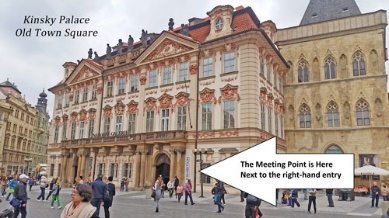 Kinsky Palace
Old Town Square
The Meeting Point is Here
Next to the right-hand entry